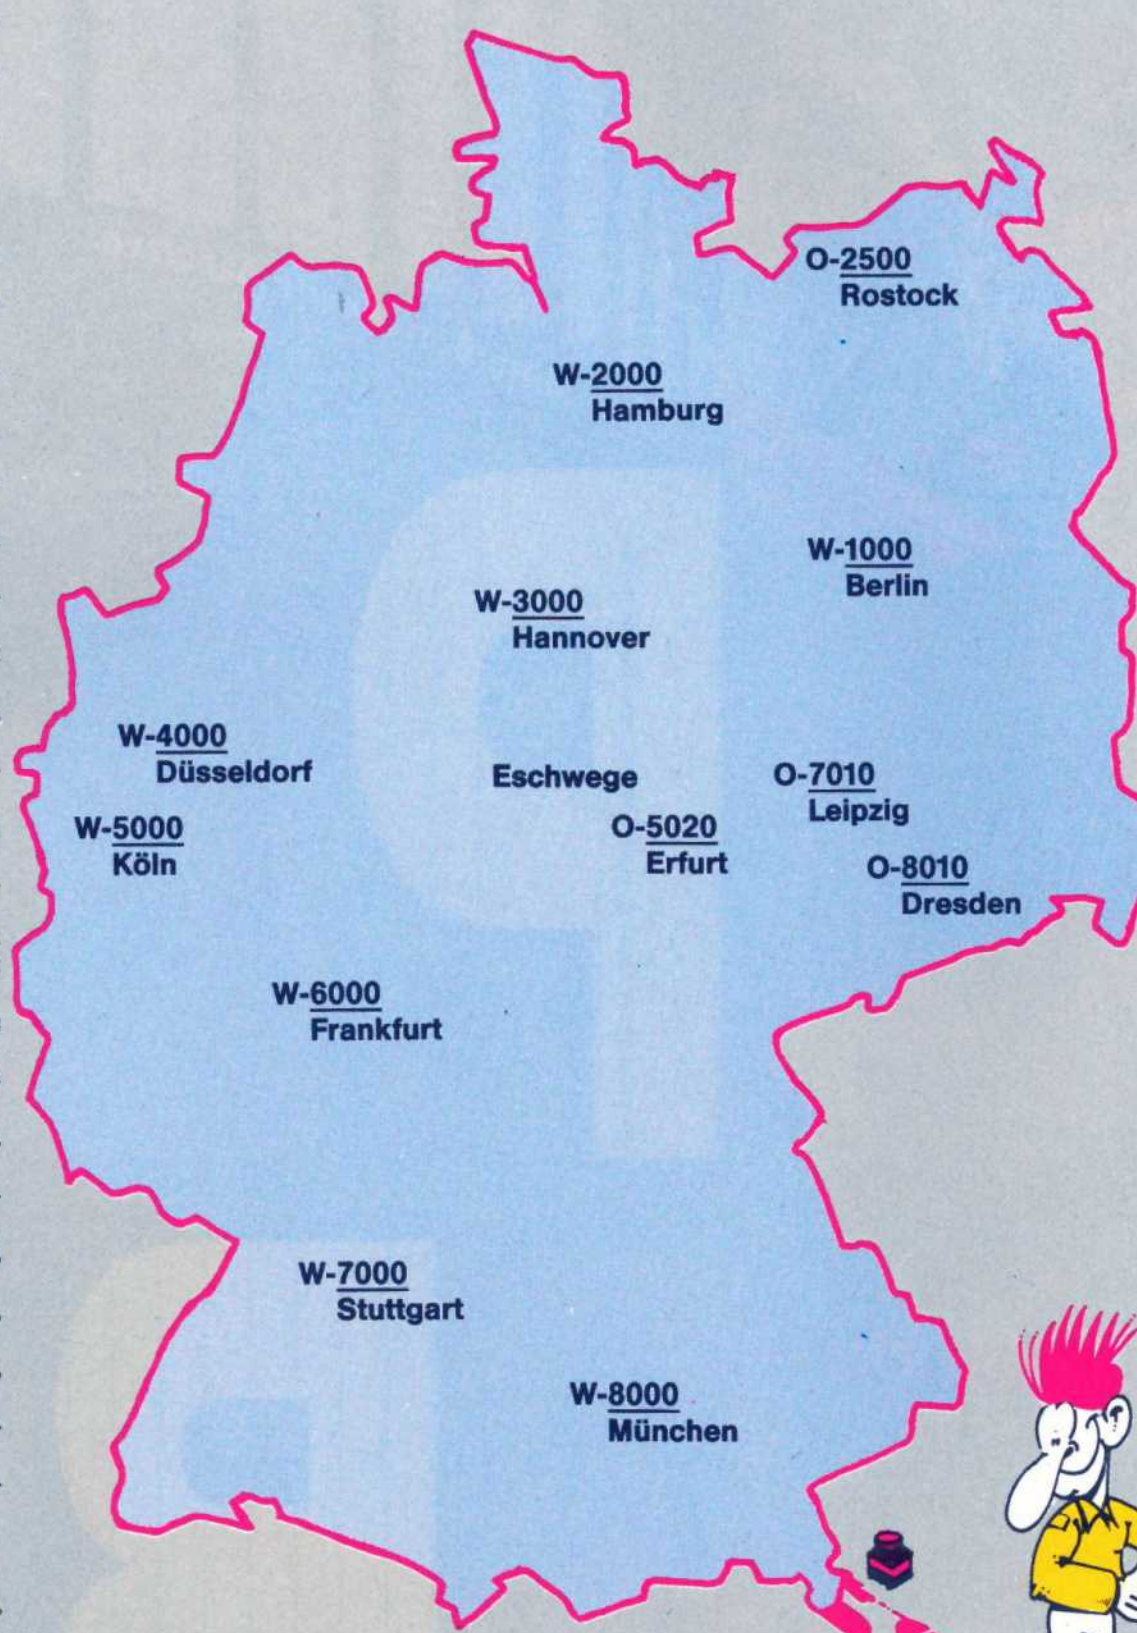 O-2500
Rostock
W-2000
Hamburg
W-1000
Berlin
W-3000
Hannover
W-4000
Düsseldorf
Eschwege
O-7010
Leipzig
W-5000
Köln
O-5020
Erfurt
O-8010
Dresden
W-6000
Frankfurt
W-7000
Stuttgart
W-8000
München